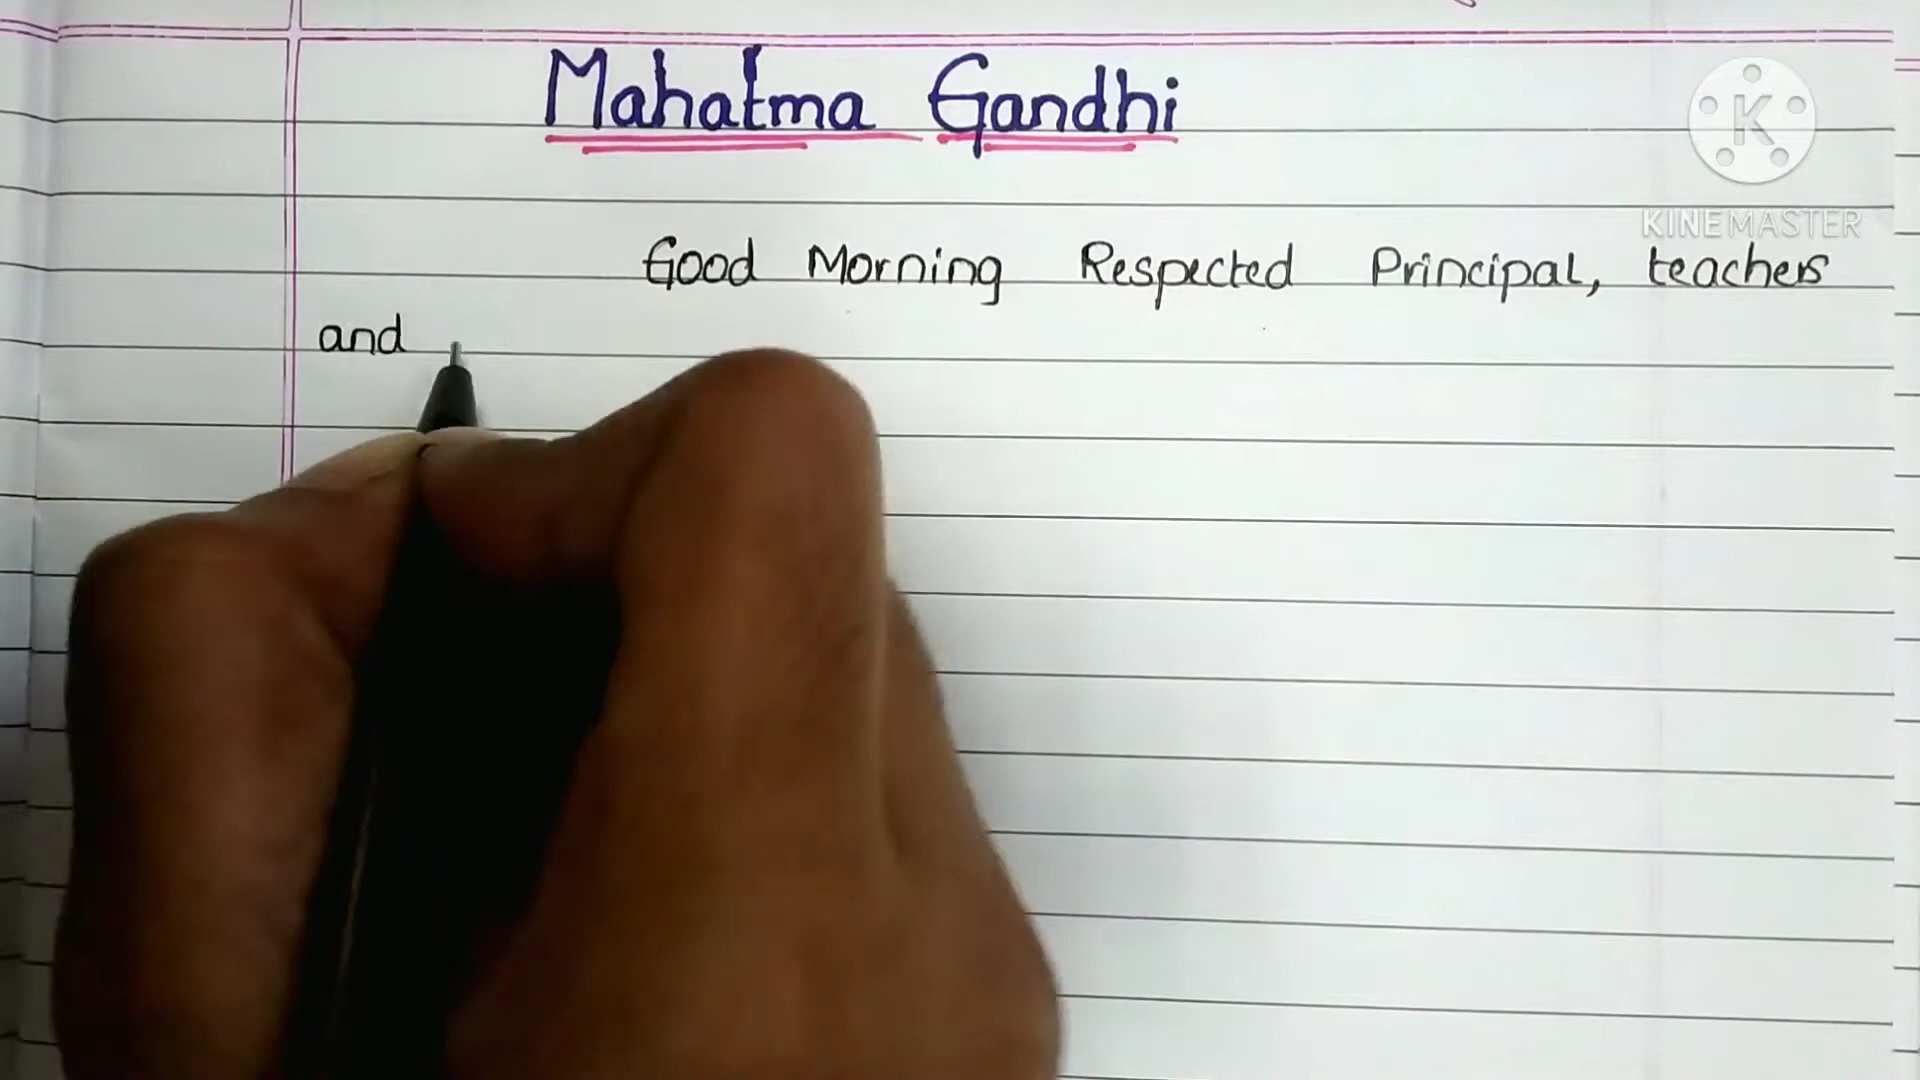 Mahatma Gandhi
K
KINEMASTER
Good Morning Respected Principal, teachers
and